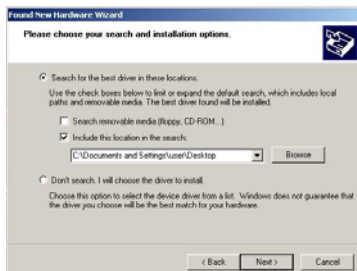 Found New Hardware Wizard
Please choose your search and installation options.
Search for the best driver in these locations.
Use the check boxes below to limit or expand the default search, which includes local
paths and removable media. The best driver found will be installed.
Search removable media (floppy, CD-ROM...)
Include this location in the search:
C:\Documents and Settings\user\Desktop
Browse
Don't search. I will choose the driver to install.
Choose this option to select the device driver from a list. Windows does not guarantee that
the driver you choose will be the best match for your hardware.
< Back
Next >
Cancel